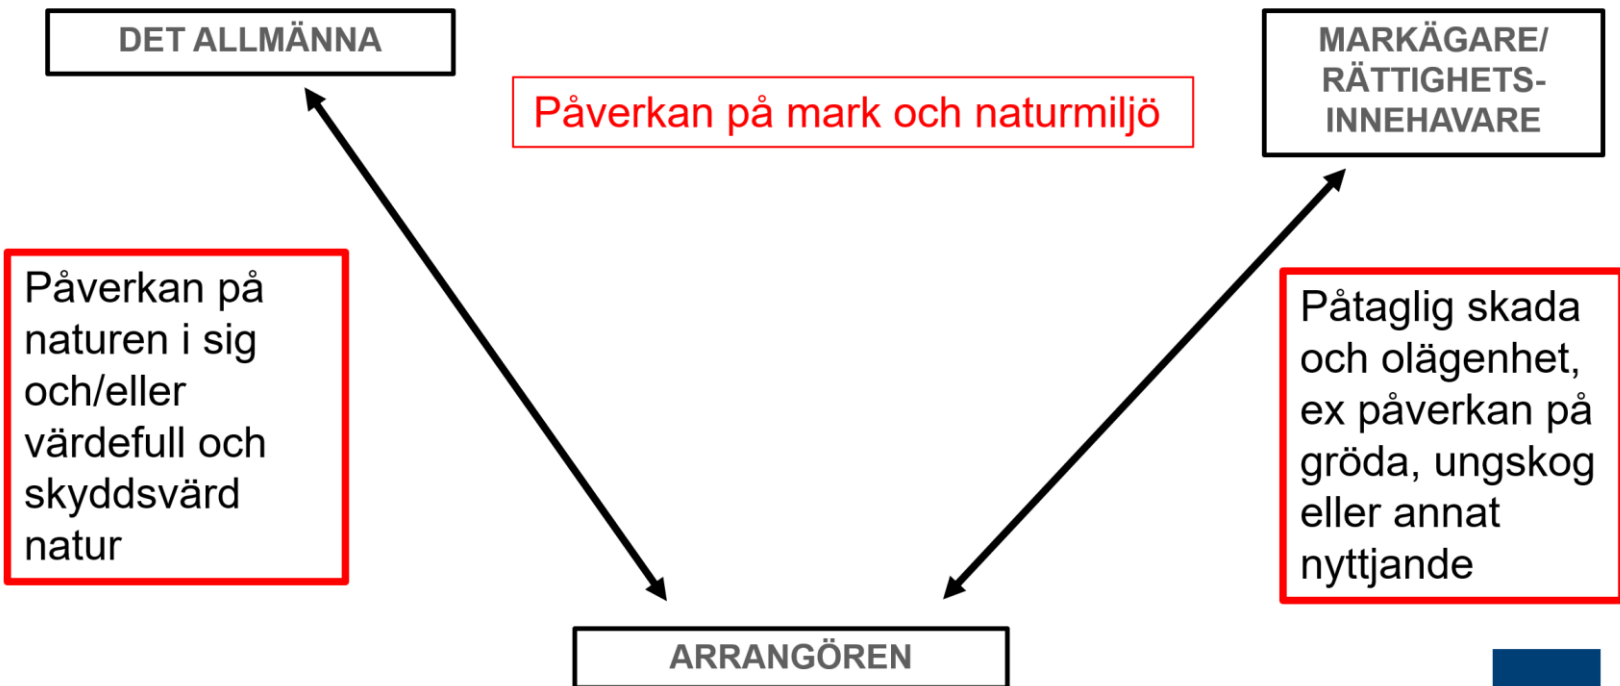 DET ALLMÄNNA
Påverkan på mark och naturmiljö
MARKÄGARE/
RÄTTIGHETS-
INNEHAVARE
Påverkan på
naturen i sig
och/eller
värdefull och
skyddsvärd
natur
Påtaglig skada
och olägenhet,
ex påverkan på
gröda, ungskog
eller annat
nyttjande
ARRANGÖREN